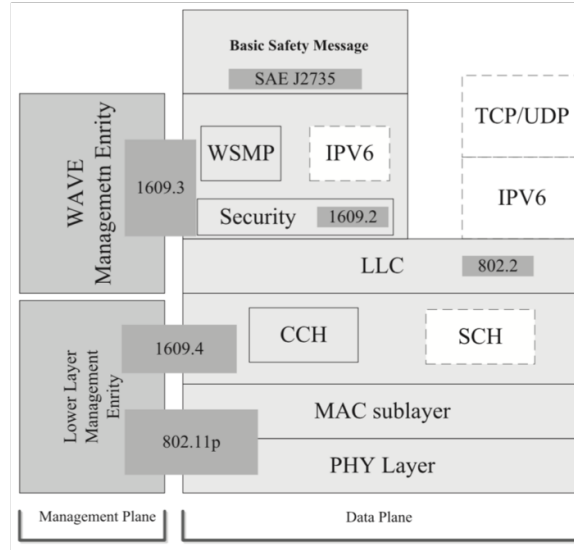 Basic Safety Message
SAE J2735
TCP/UDP
WSMP
IPV6
IPV6
WAVE
Managemetn Enrity
1609.3
Security
1609.2
LLC
802.2
1609.4
CCH
SCH
Lower Layer
Management
Enrity
MAC sublayer
802.11p
PHY Layer
Management Plane
Data Plane